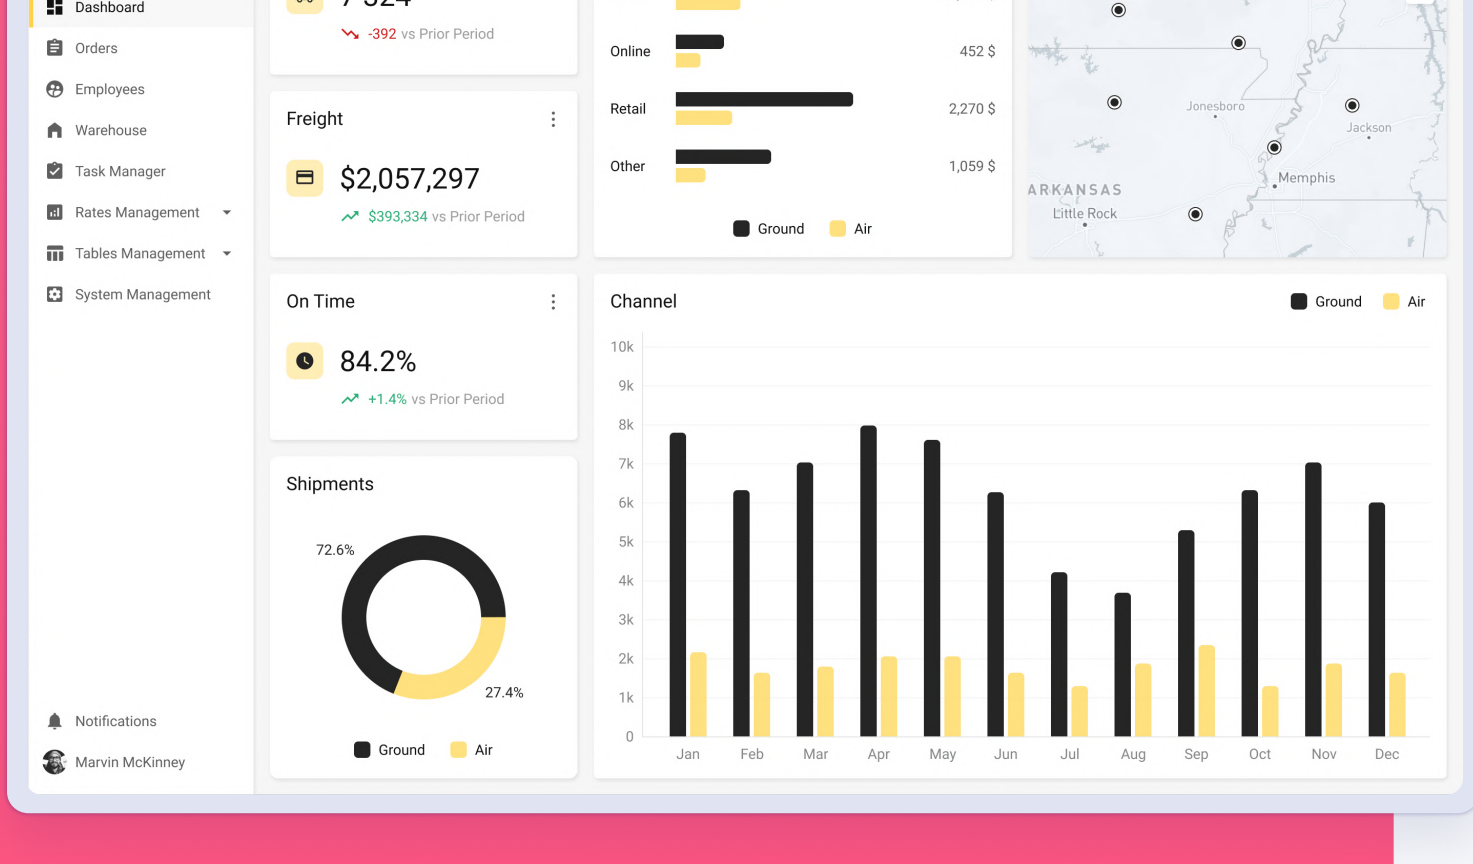 Dashboard
Orders
Employees
Warehouse
Task Manager
Rates Management
Tables Management
System Management
Notifications
Marvin McKinney
-392 vs Prior Period
Freight
$2,057,297
$393,334 vs Prior Period
On Time
84.2%
+1.4% vs Prior Period
Shipments
72.6%
27.4%
Ground Air
Online 452 $
Retail 2,270 $
Other 1,059 $
Ground Air
Jonesboro
Jackson
Memphis
ARKANSAS
Little Rock
Channel
Ground Air
10k
9k
8k
7k
6k
5k
4k
3k
2k
1k
0
Jan Feb Mar Apr May Jun Jul Aug Sep Oct Nov Dec